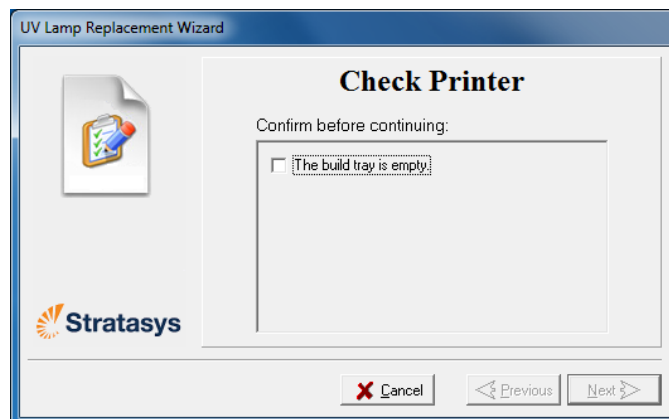 UV Lamp Replacement Wizard
Check Printer
Confirm before continuing:
The build tray is empty.
Stratasys
Cancel
Previous
Next